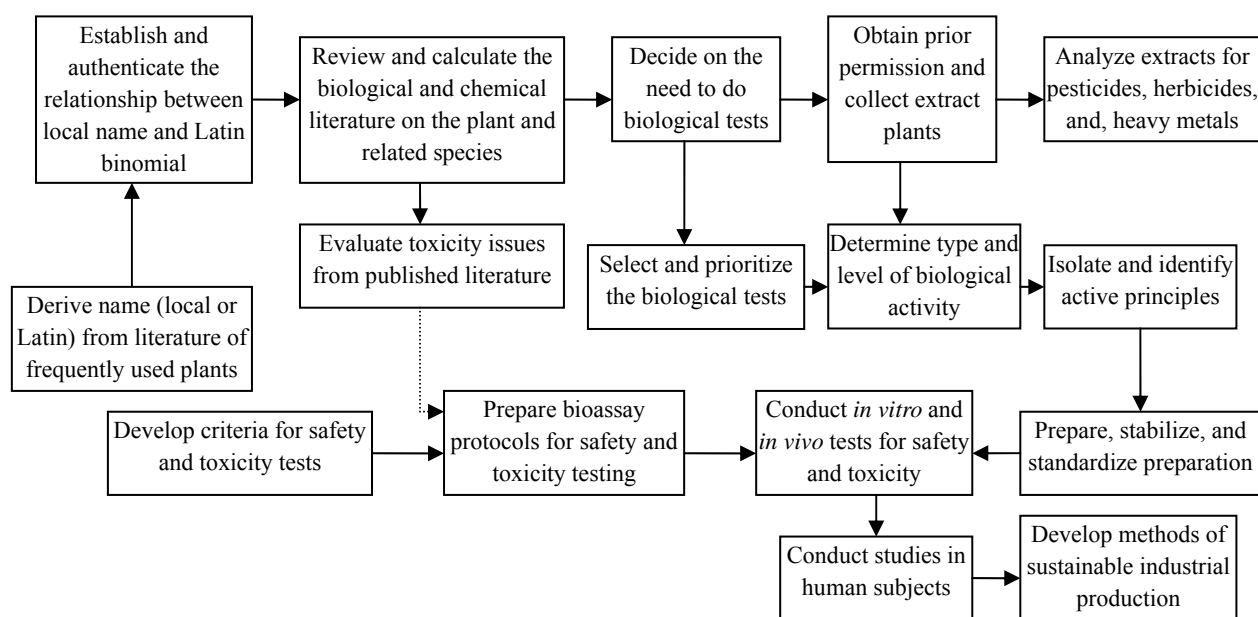 Establish and
authenticate the
relationship between
local name and Latin
binomial
Review and calculate the
biological and chemical
literature on the plant and
related species
Decide on the
need to do
biological tests
Obtain prior
permission and
collect extract
plants
Analyze extracts for
pesticides, herbicides,
and, heavy metals
Derive name (local or
Latin) from literature of
frequently used plants
Evaluate toxicity issues
from published literature
Select and prioritize
the biological tests
Determine type and
level of biological
activity
Isolate and identify
active principles
Develop criteria for safety
and toxicity tests
Prepare bioassay
protocols for safety and
toxicity testing
Conduct in vitro and
in vivo tests for safety
and toxicity
Prepare, stabilize, and
standardize preparation
Conduct studies in
human subjects
Develop methods of
sustainable industrial
production